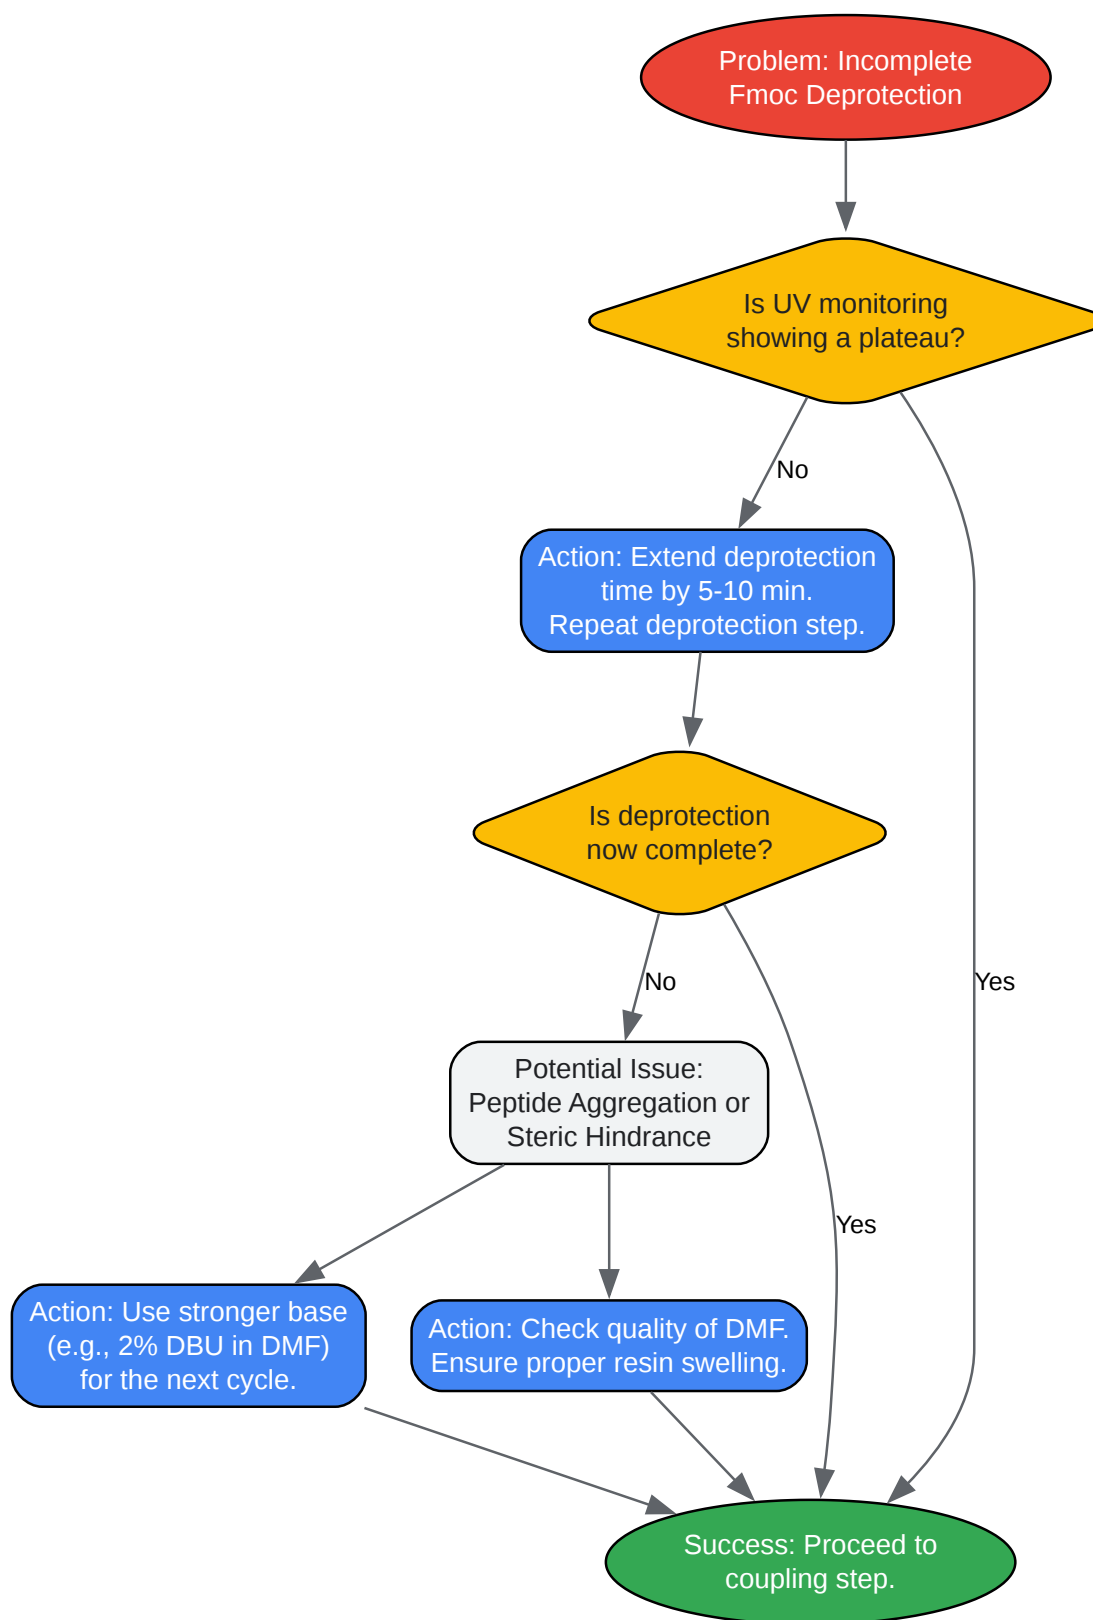 Problem: Incomplete
Fmoc Deprotection
Is UV monitoring
showing a plateau?
No
Action: Extend deprotection
time by 5-10 min.
Repeat deprotection step.
Is deprotection
now complete?
No
Yes
Potential Issue:
Peptide Aggregation or
Steric Hindrance
Yes
Action: Use stronger base
(e.g., 2% DBU in DMF)
for the next cycle.
Action: Check quality of DMF.
Ensure proper resin swelling.
Success: Proceed to
coupling step.